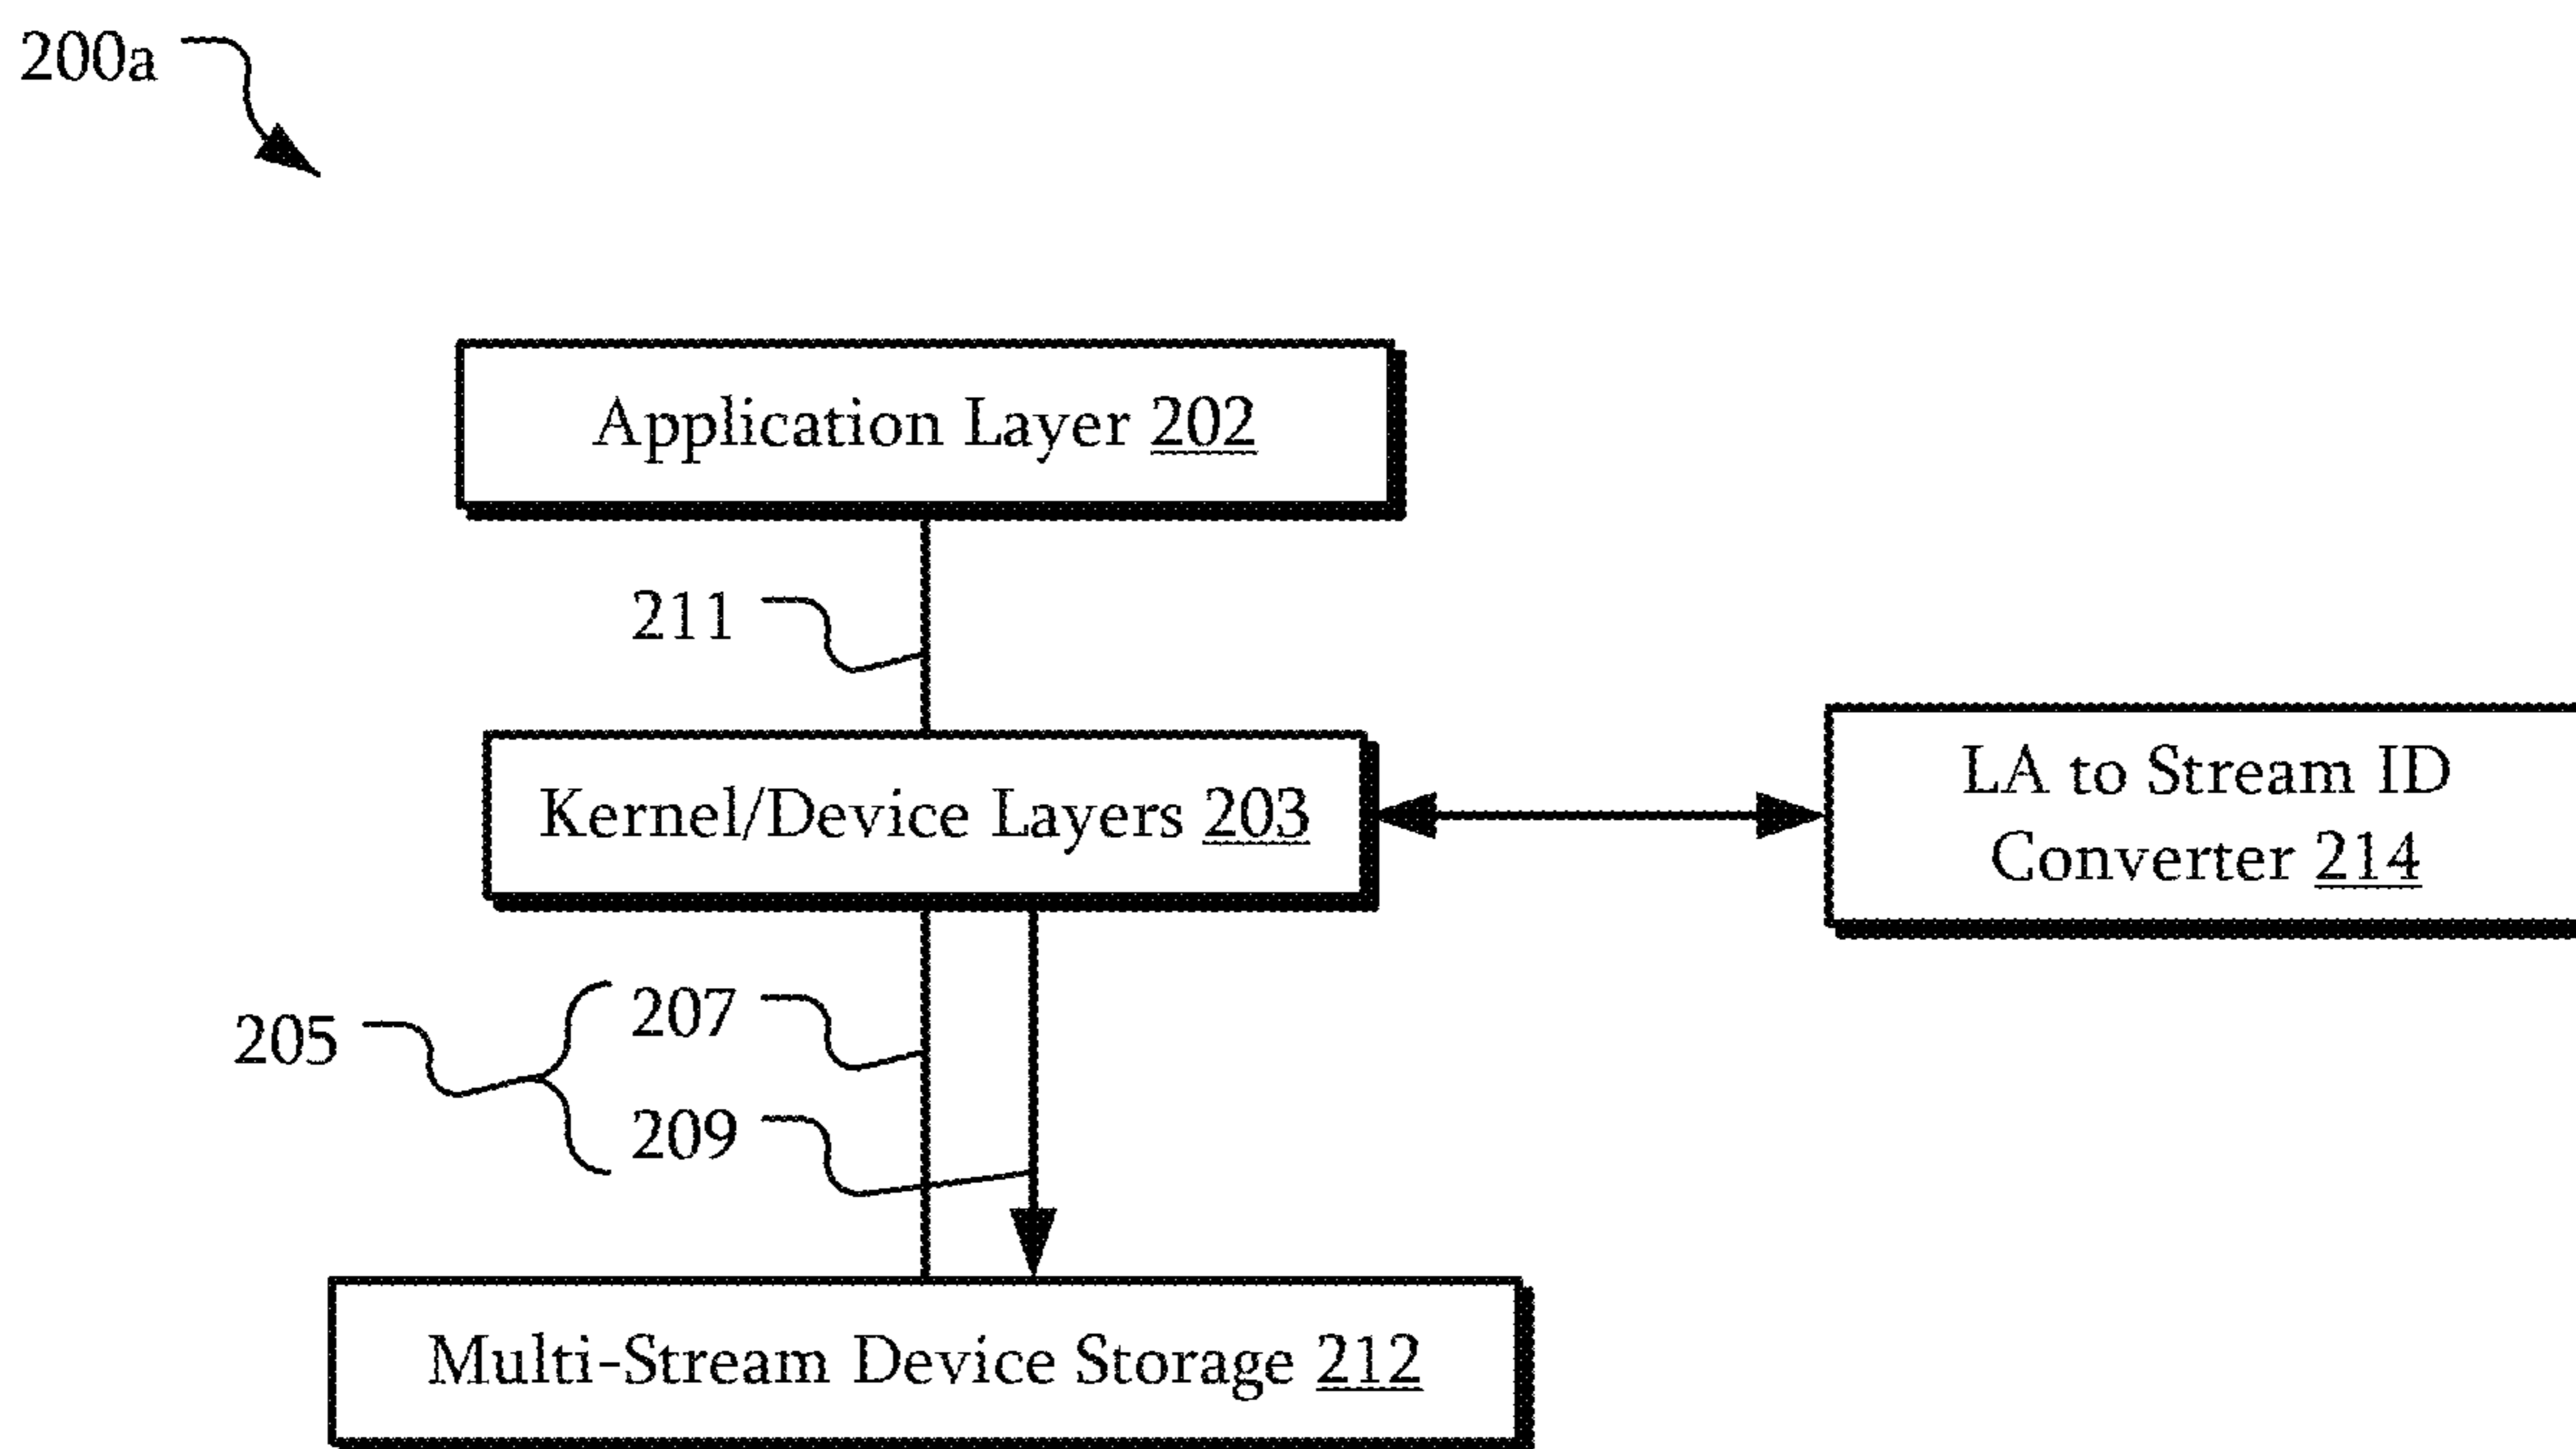 200a
Application Layer 202
211
Kernel/Device Layers 203
LA to Stream ID
Converter 214
205
207
209
Multi-Stream Device Storage 212